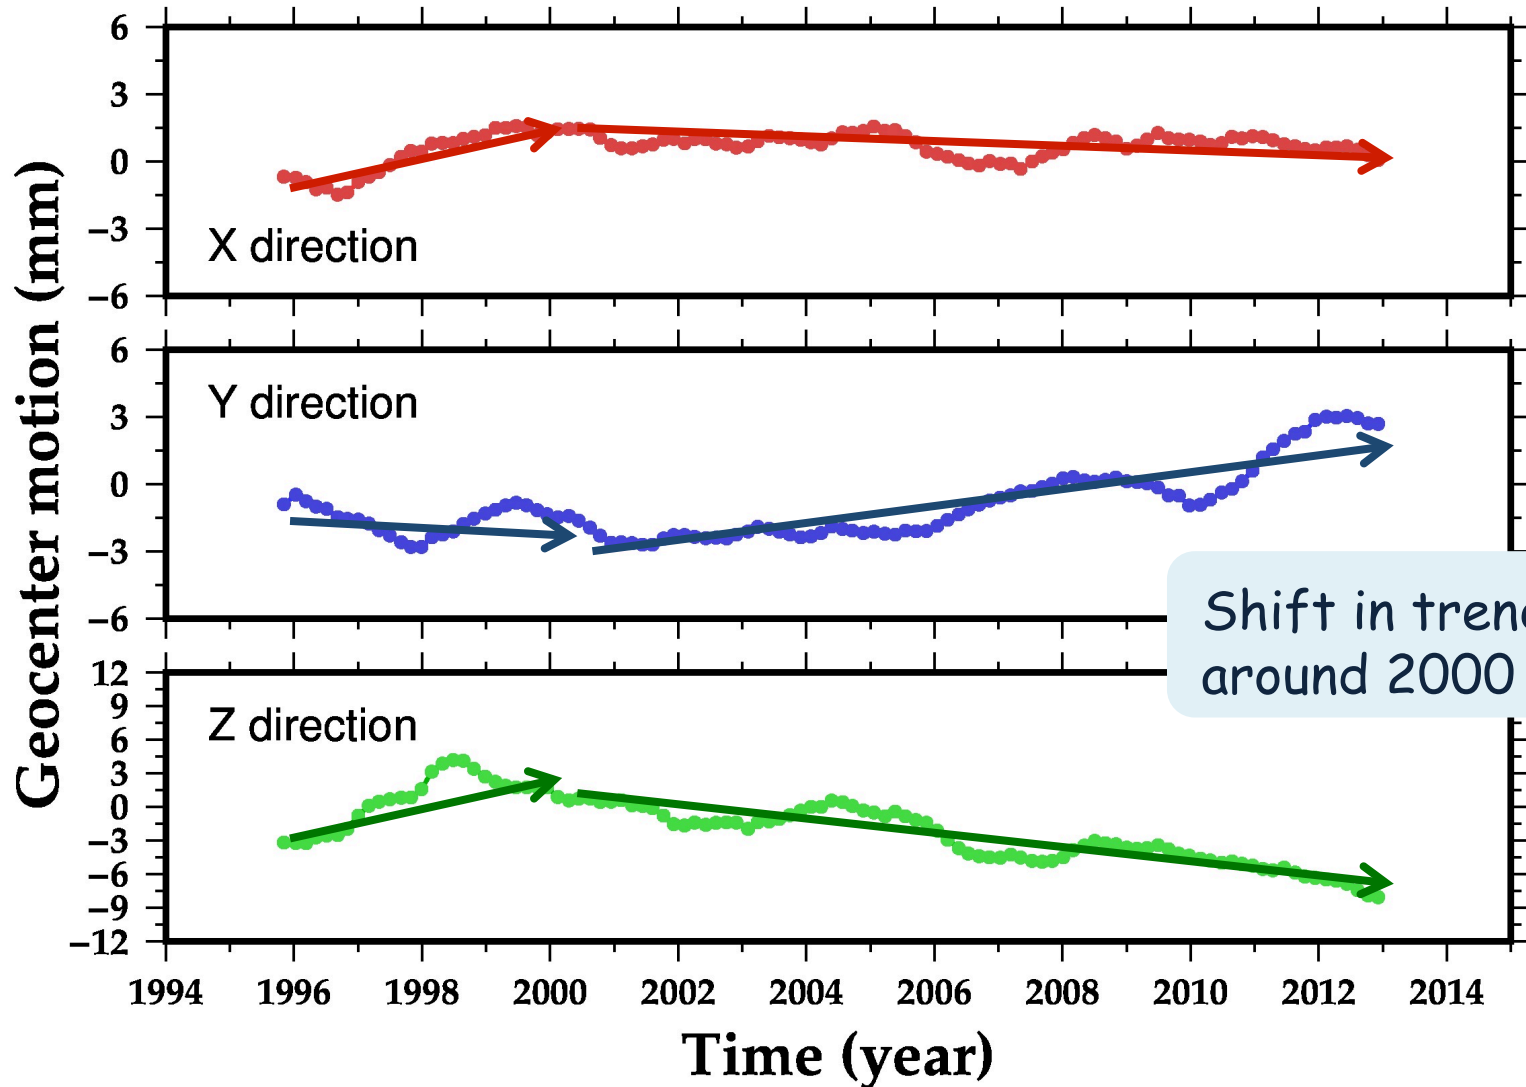 Geocenter motion (mm)
6
3
0
−3
−6
X direction
6
3
0
−3
−6
Y direction
Shift in
around 2000
12
9
6
3
0
−3
−6
−9
−12
Z direction
1994 1996 1998 2000 2002 2004 2006 2008 2010 2012 2014
Time (year)